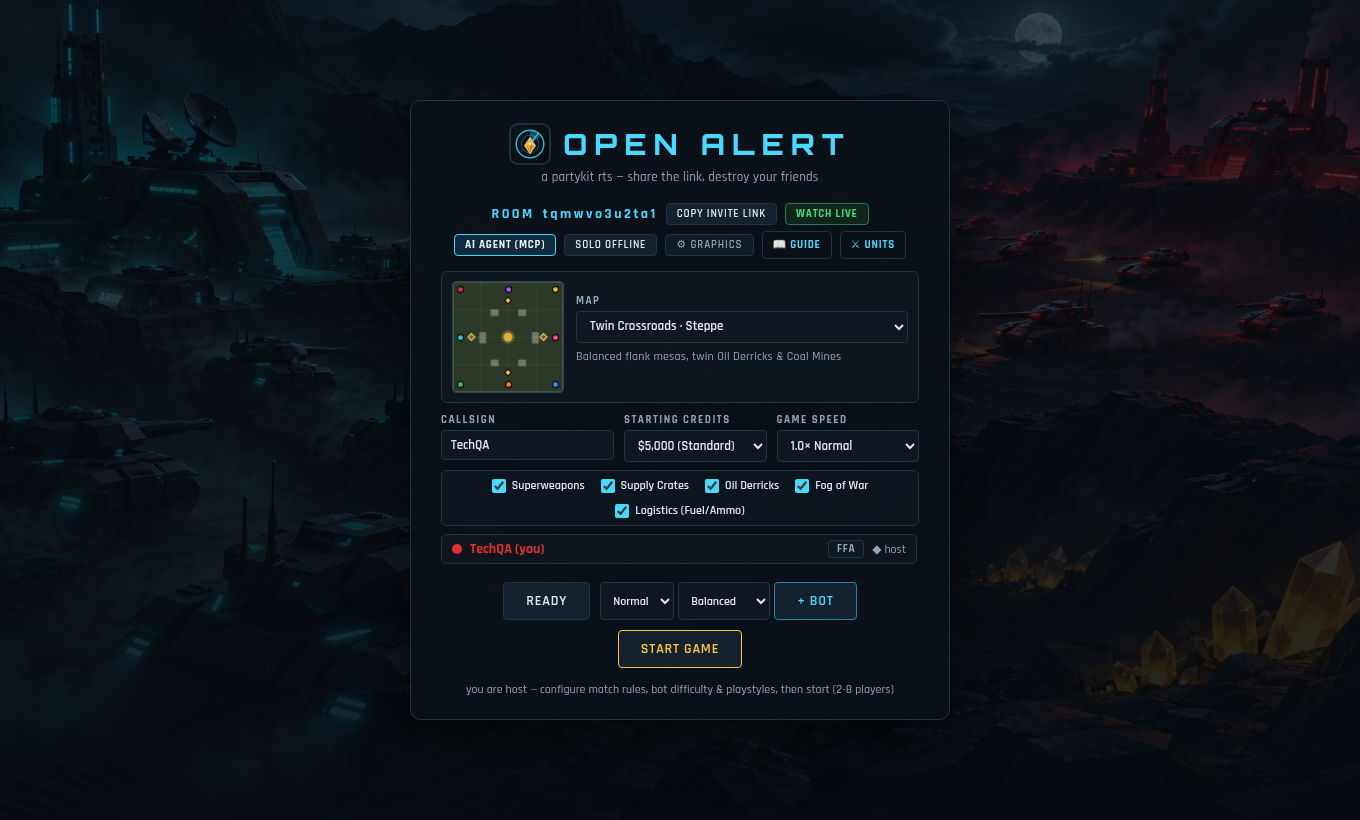 OPEN ALERT
a partykit rts — share the link, destroy your friends
ROOM tqmwvo3u2ta1 COPY INVITE LINK WATCH LIVE
AI AGENT (MCP) SOLO OFFLINE ⚙ GRAPHICS 📖 GUIDE ⚔ UNITS
MAP
Twin Crossroads · Steppe
Balanced flank mesas, twin Oil Derricks & Coal Mines
CALLSIGN STARTING CREDITS GAME SPEED
TechQA $5,000 (Standard) 1.0× Normal
Superweapons Supply Crates Oil Derricks Fog of War
Logistics (Fuel/Ammo)
TechQA (you) FFA ◆ host
READY Normal Balanced + BOT
START GAME
you are host — configure match rules, bot difficulty & playstyles, then start (2-8 players)